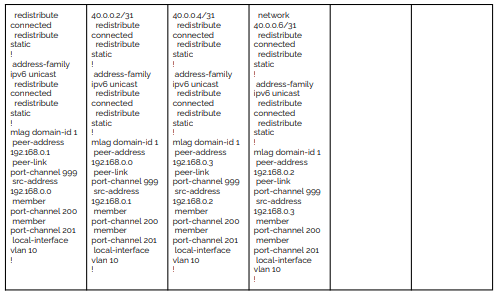 redistribute
connected
redistribute
static
!
address-family
ipv6 unicast
redistribute
connected
redistribute
static
!
mlag domain-id 1
peer-address
192.168.0.1
peer-link
port-channel 999
src-address
192.168.0.0
member
port-channel 200
member
port-channel 201
local-interface
vlan 10
!
40.0.0.2/31
redistribute
connected
redistribute
static
!
address-family
ipv6 unicast
redistribute
connected
redistribute
static
!
mlag domain-id 1
peer-address
192.168.0.0
peer-link
port-channel 999
src-address
192.168.0.1
member
port-channel 200
member
port-channel 201
local-interface
vlan 10
!
40.0.0.4/31
redistribute
connected
redistribute
static
!
address-family
ipv6 unicast
redistribute
connected
redistribute
static
!
mlag domain-id 1
peer-address
192.168.0.3
peer-link
port-channel 999
src-address
192.168.0.2
member
port-channel 200
member
port-channel 201
local-interface
vlan 10
!
network
40.0.0.6/31
redistribute
connected
redistribute
static
!
address-family
ipv6 unicast
redistribute
connected
redistribute
static
!
mlag domain-id 1
peer-address
192.168.0.2
peer-link
port-channel 999
src-address
192.168.0.3
member
port-channel 200
member
port-channel 201
local-interface
vlan 10
!